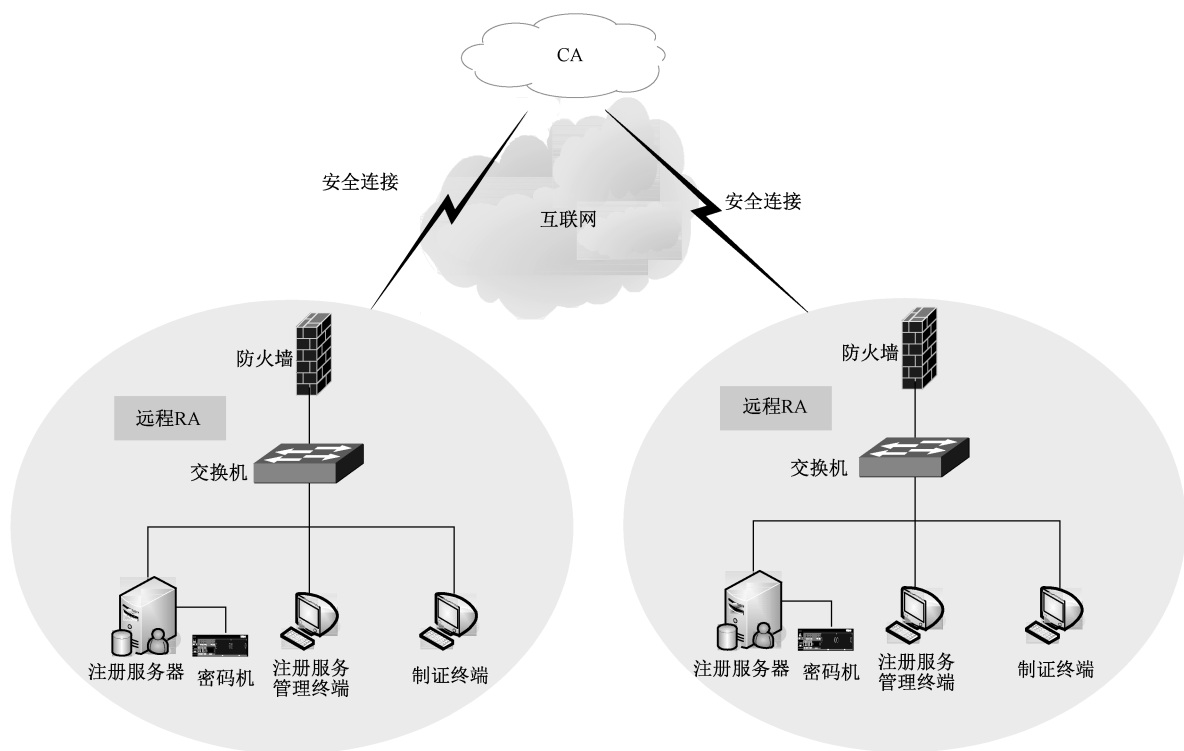 CA
安全连接
安全连接
互联网
防火墙
远程RA
交换机
注册服务器
密码机
注册服务
管理终端
制证终端
防火墙
远程RA
交换机
注册服务器
密码机
注册服务
管理终端
制证终端